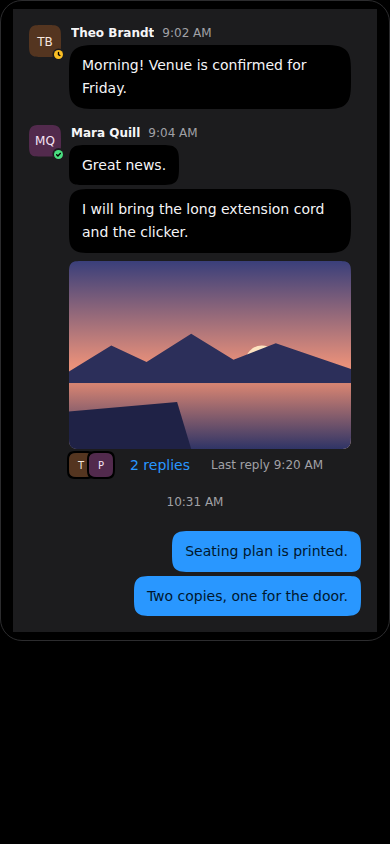 TB
Theo Brandt 9:02 AM
Morning! Venue is confirmed for
Friday.
MQ
Mara Quill 9:04 AM
Great news.
I will bring the long extension cord
and the clicker.
T P 2 replies Last reply 9:20 AM
10:31 AM
Seating plan is printed.
Two copies, one for the door.